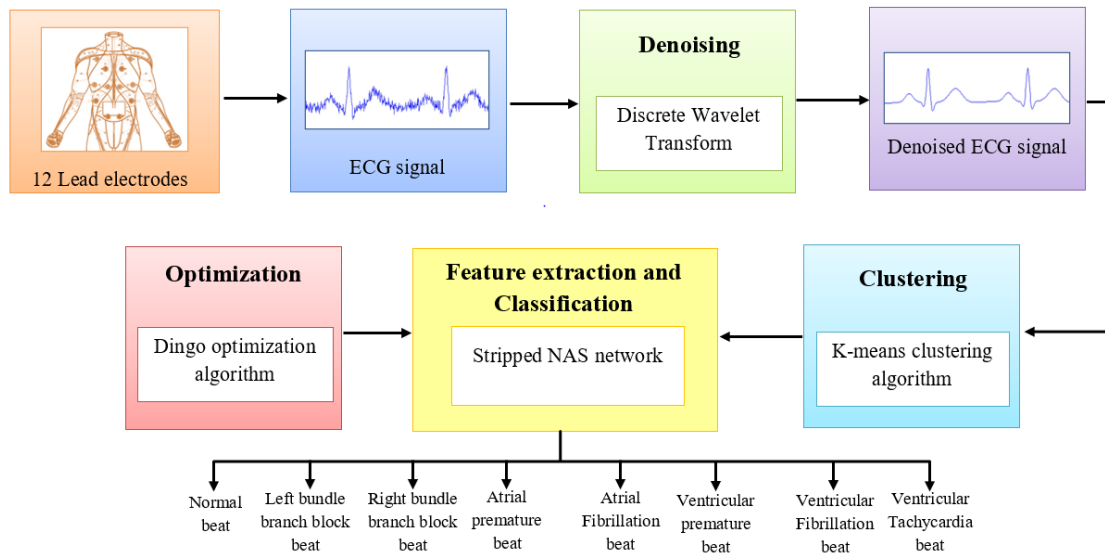 12 Lead electrodes
ECG signal
Denoising
Discrete Wavelet
Transform
Denoised ECG signal
Optimization
Dingo optimization
algorithm
Feature extraction and
Classification
Stripped NAS network
Clustering
K-means clustering
algorithm
Normal
beat
Left bundle
branch block
beat
Right bundle
branch block
beat
Atrial
premature
beat
Atrial
Fibrillation
beat
Ventricular
premature
beat
Ventricular
Fibrillation
beat
Ventricular
Tachycardia
beat